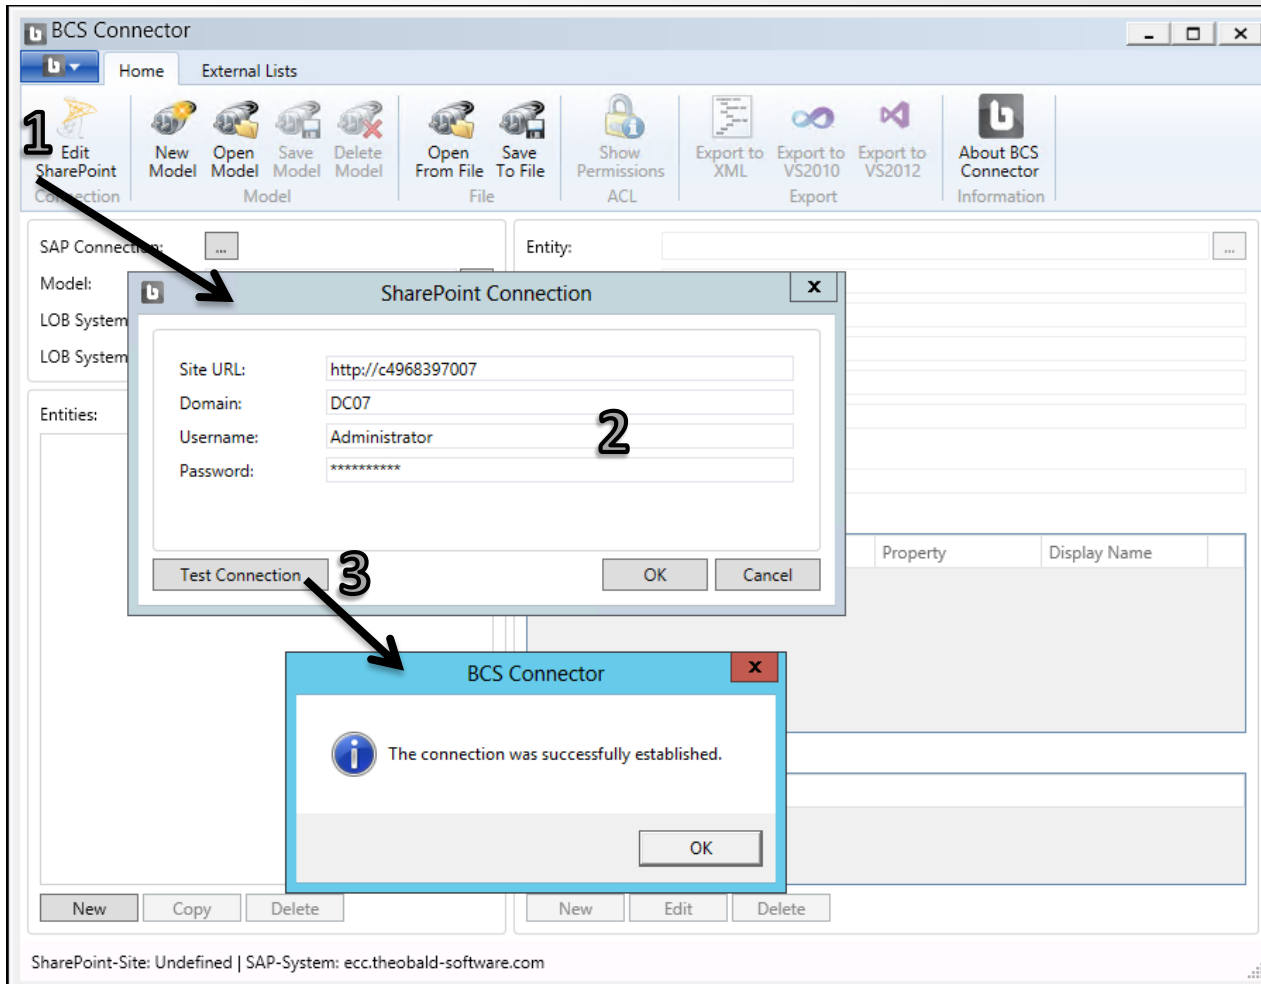 BCS Connector
Home External Lists
1
Edit SharePoint
New Model
Open Model
Save Model
Delete Model
Open From File
Save To File
Show Permissions
Export to XML
Export to VS2010
Export to VS2012
About BCS Connector
Connection Model File ACL Export Information
SAP Connection: ...
Entity: ...
Model:
LOB System
LOB System
Entities:
SharePoint Connection
Site URL: http://c4968397007
Domain: DC07
Username: Administrator
2
Password: **********
Test Connection 3 OK Cancel
Property Display Name
BCS Connector
The connection was successfully established.
OK
New Copy Delete
New Edit Delete
SharePoint-Site: Undefined | SAP-System: ecc.theobald-software.com